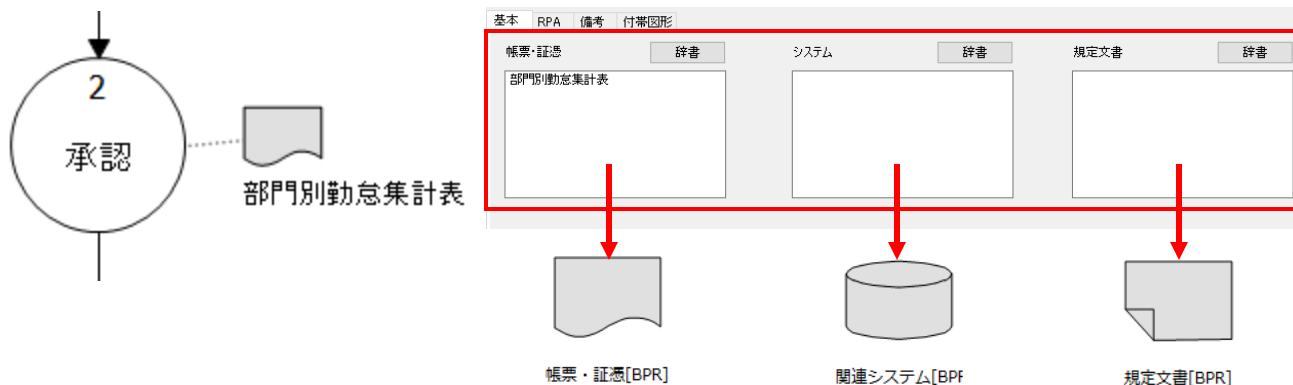 2
承認
部門別勤怠集計表
基本 RPA 備考 付帯図形
帳票・証憑 辞書 システム 辞書 規定文書 辞書
部門別勤怠集計表
帳票・証憑[BPR] 関連システム[BPF 規定文書[BPR]